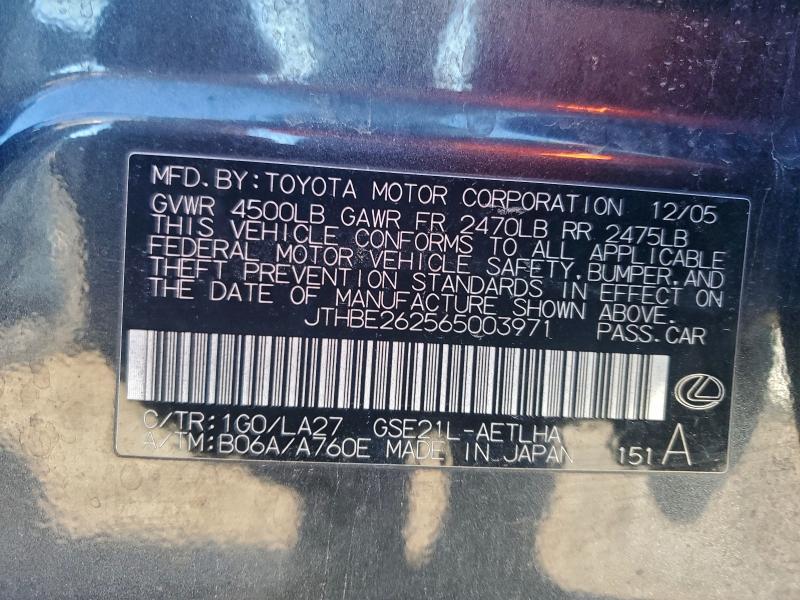 MFD.BY:TOYOTA MOTOR CORPORATION 12/05
GVWR 4500LB GAWR FR 2470LB RR 2475LB
THIS VEHICLE CONFORMS TO ALL APPLICABLE
FEDERAL MOTOR VEHICLE SAFETY,BUMPER,AND
THEFT PREVENTION STANDARDS IN EFFECT ON
THE DATE OF MANUFACTURE SHOWN ABOVE.
JTHBE262565003971 PASS.CAR
C/TR:1G0/LA27 GSE21L-AETLHA
A/TM:B06A/A760E MADE IN JAPAN 151 A